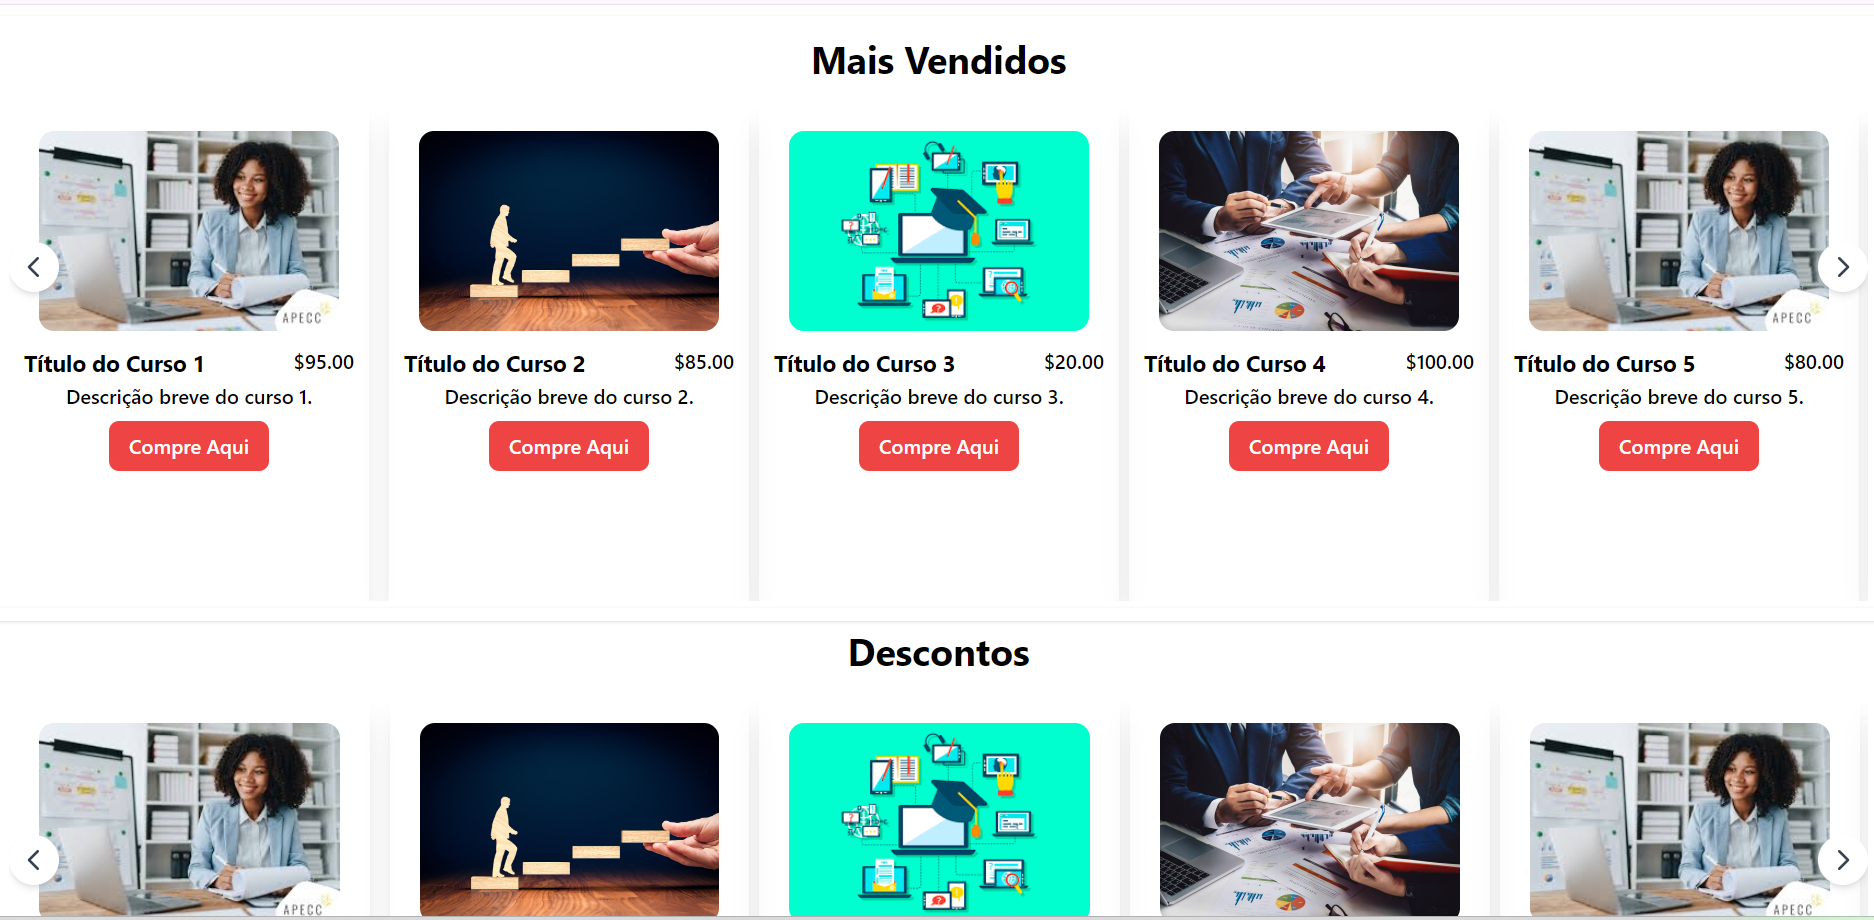 Mais Vendidos
APECC
APECC
Título do Curso 1 $95.00
Descrição breve do curso 1.
Compre Aqui
Título do Curso 2 $85.00
Descrição breve do curso 2.
Compre Aqui
Título do Curso 3 $20.00
Descrição breve do curso 3.
Compre Aqui
Título do Curso 4 $100.00
Descrição breve do curso 4.
Compre Aqui
Título do Curso 5 $80.00
Descrição breve do curso 5.
Compre Aqui
Descontos
APECC
APECC